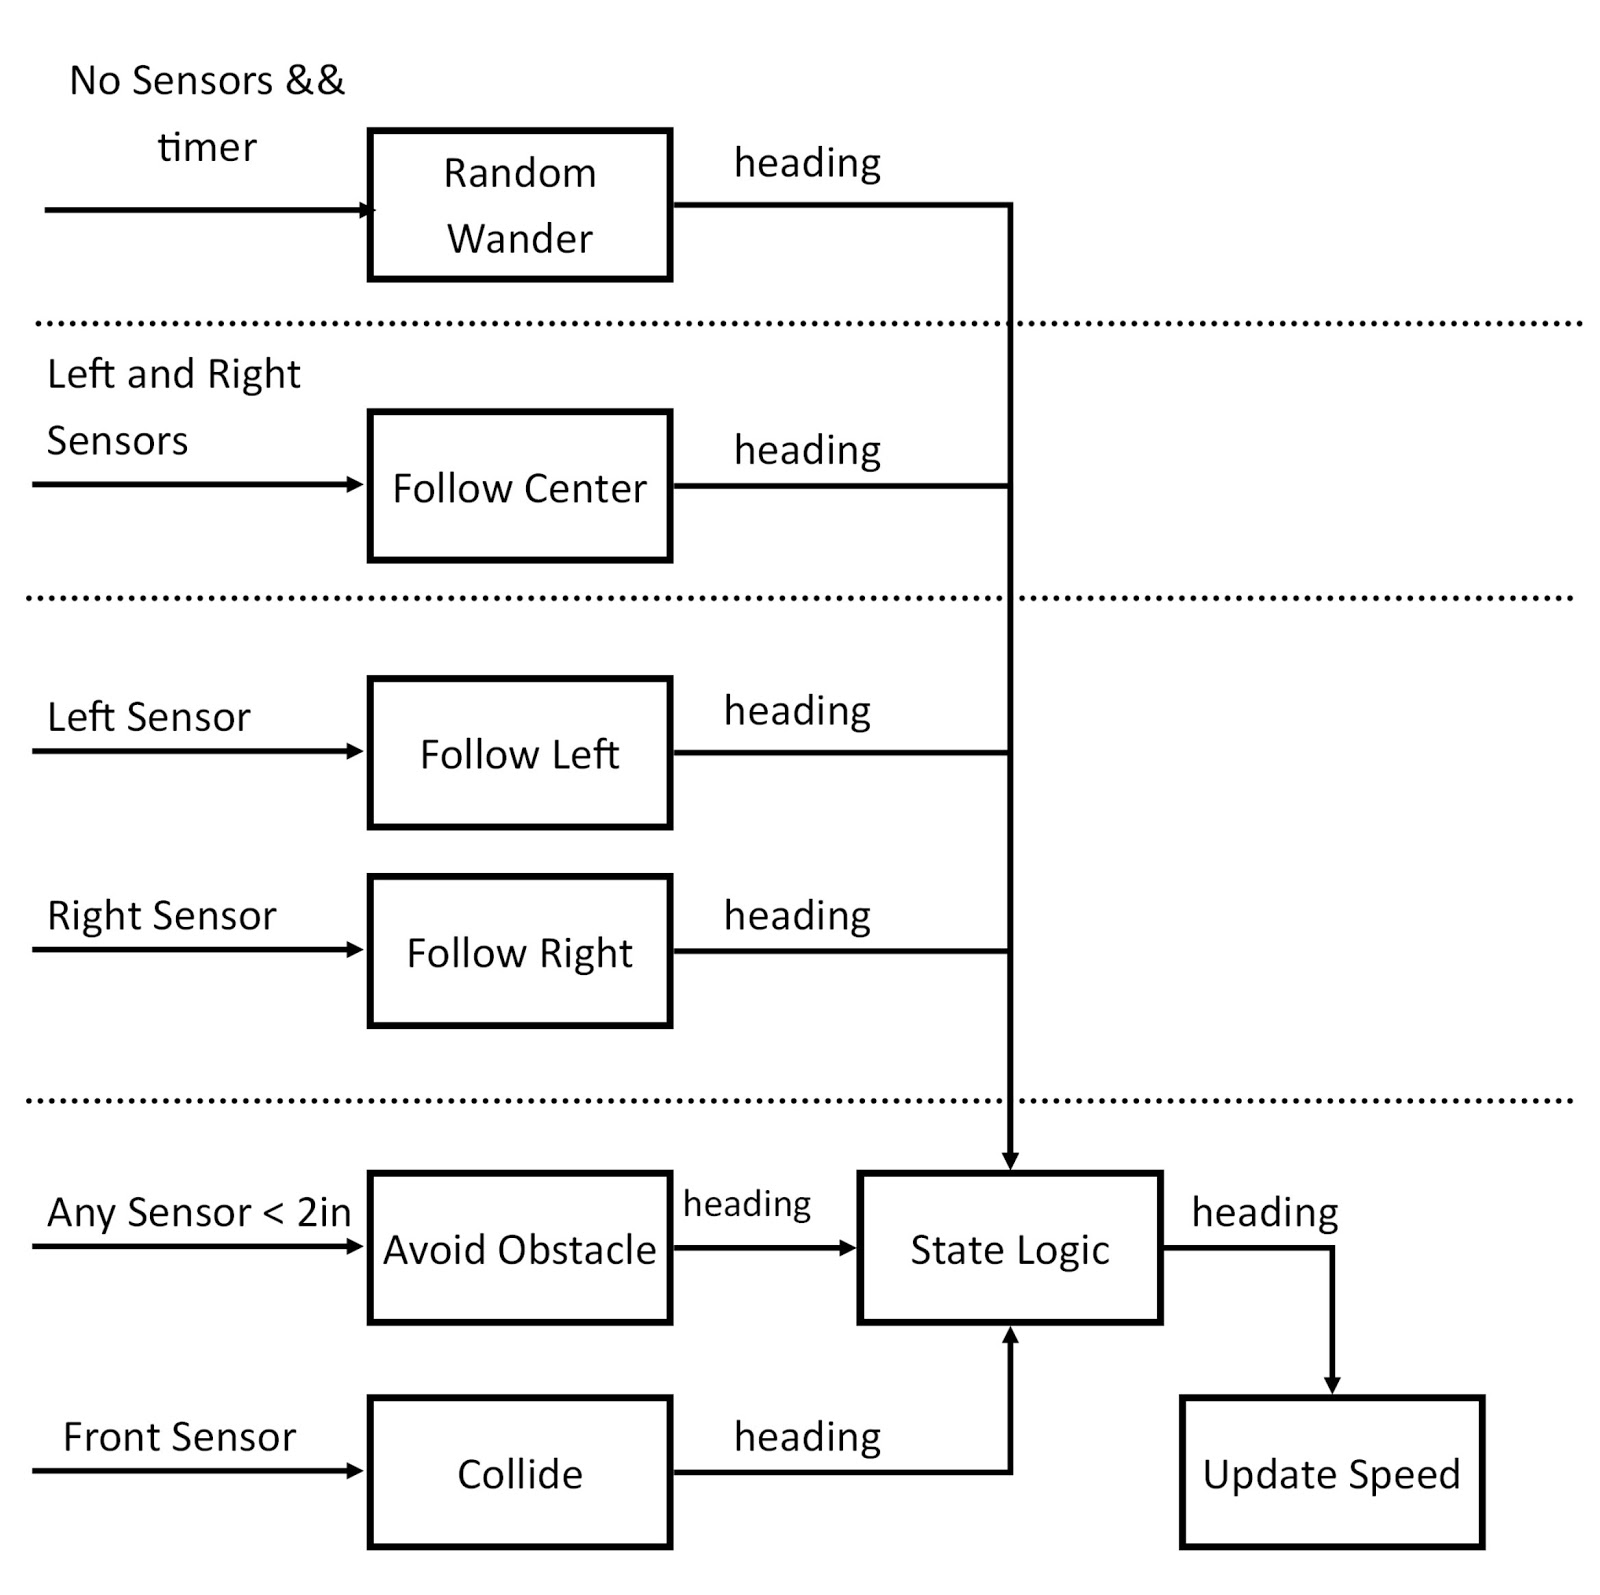 No Sensors &&
timer
Random
Wander
heading
Left and Right
Sensors
Follow Center
heading
Left Sensor
Follow Left
heading
Right Sensor
Follow Right
heading
Any Sensor < 2in
Avoid Obstacle
heading
State Logic
heading
Front Sensor
Collide
heading
Update Speed